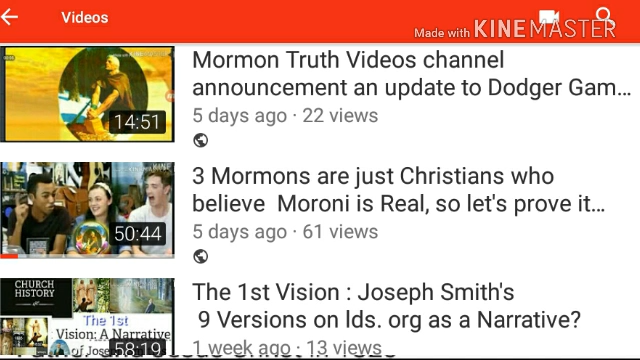 Videos
Made with KINEMASTER
Mormon Truth Videos channel
announcement an update to Dodger Gam...
14:51
5 days ago · 22 views
3 Mormons are just Christians who
believe Moroni is Real, so let's prove it...
50:44
5 days ago · 61 views
CHURCH
HISTORY
The 1st Vision : Joseph Smith's
9 Versions on lds. org as a Narrative?
The 1st
Vision: A Narrative
of Jose
58:19
1 week ago · 13 views